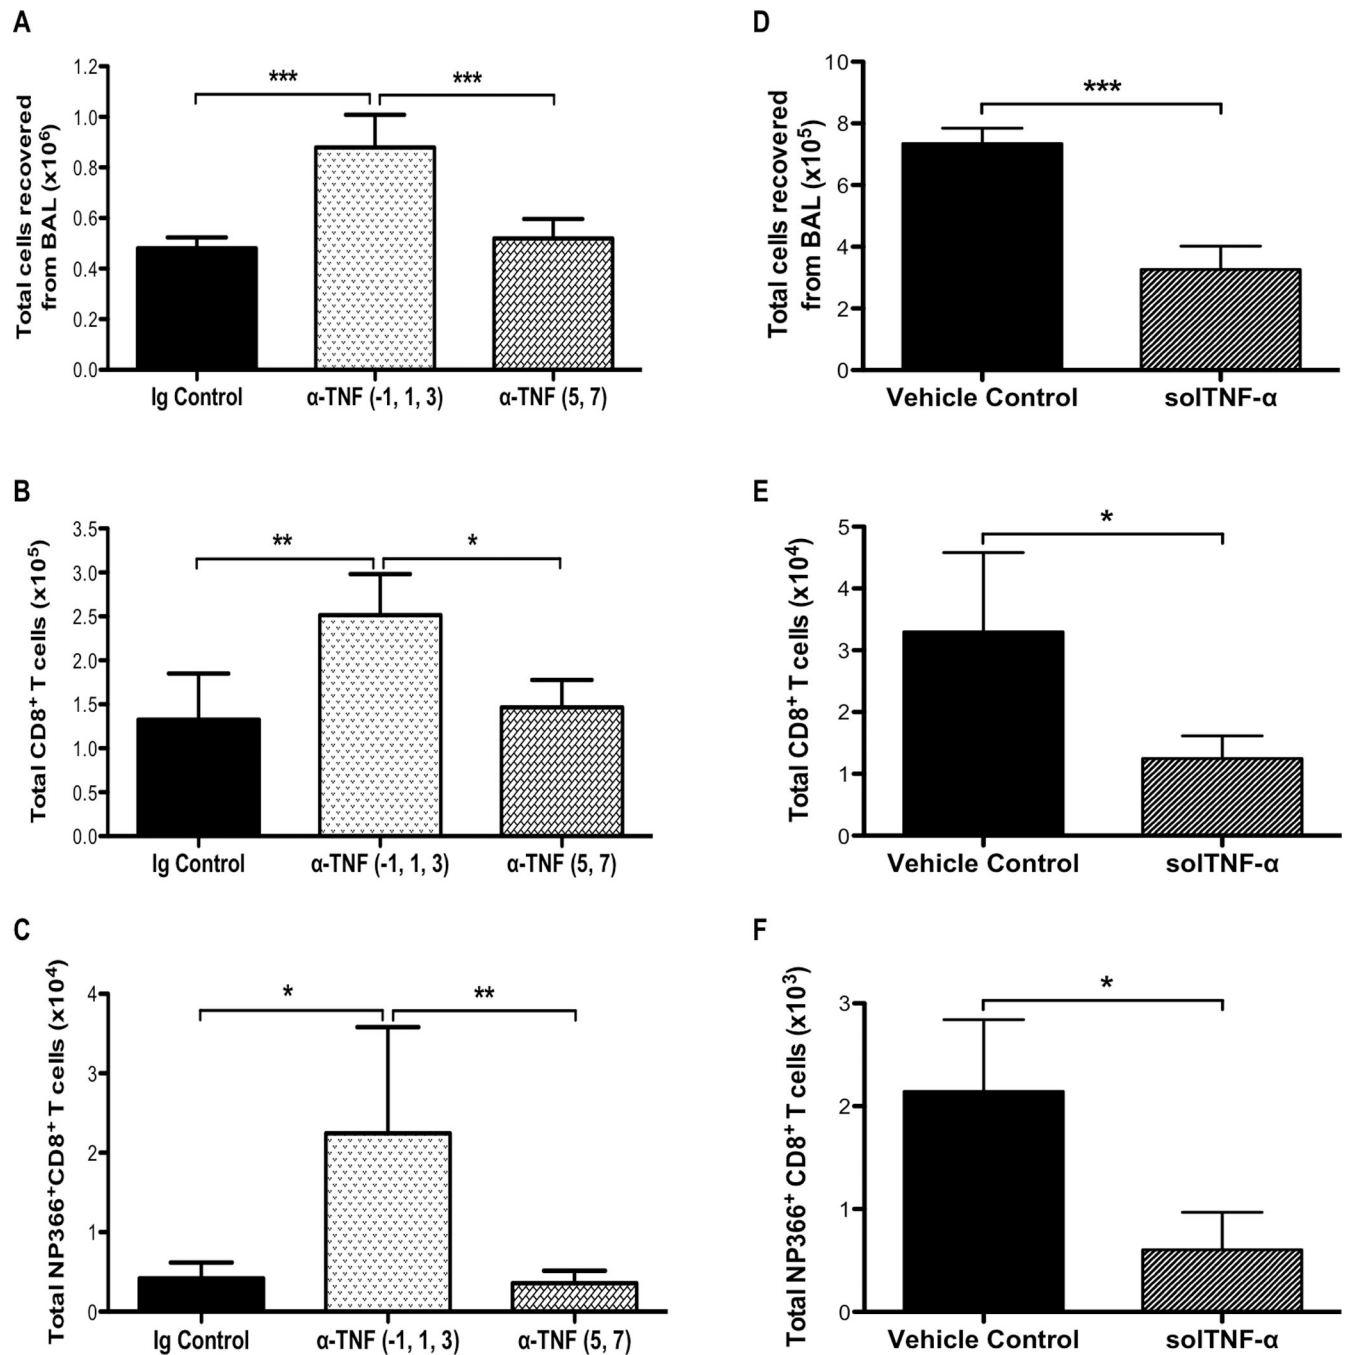 A
Total cells recovered
from BAL (x10⁶)
1.2
1.0
0.8
0.6
0.4
0.2
0.0
***
***
Ig Control
α-TNF (-1, 1, 3)
α-TNF (5, 7)
D
Total cells recovered
from BAL (x10⁵)
10
8
6
4
2
0
***
Vehicle Control
solTNF-α
B
Total CD8⁺ T cells (x10⁵)
3.5
3.0
2.5
2.0
1.5
1.0
0.5
0.0
**
*
Ig Control
α-TNF (-1, 1, 3)
α-TNF (5, 7)
E
Total CD8⁺ T cells (x10⁴)
5
4
3
2
1
0
*
Vehicle Control
solTNF-α
C
Total NP366⁺CD8⁺ T cells (x10⁴)
4
3
2
1
0
*
**
Ig Control
α-TNF (-1, 1, 3)
α-TNF (5, 7)
F
Total NP366⁺ CD8⁺ T cells (x10³)
3
2
1
0
*
Vehicle Control
solTNF-α